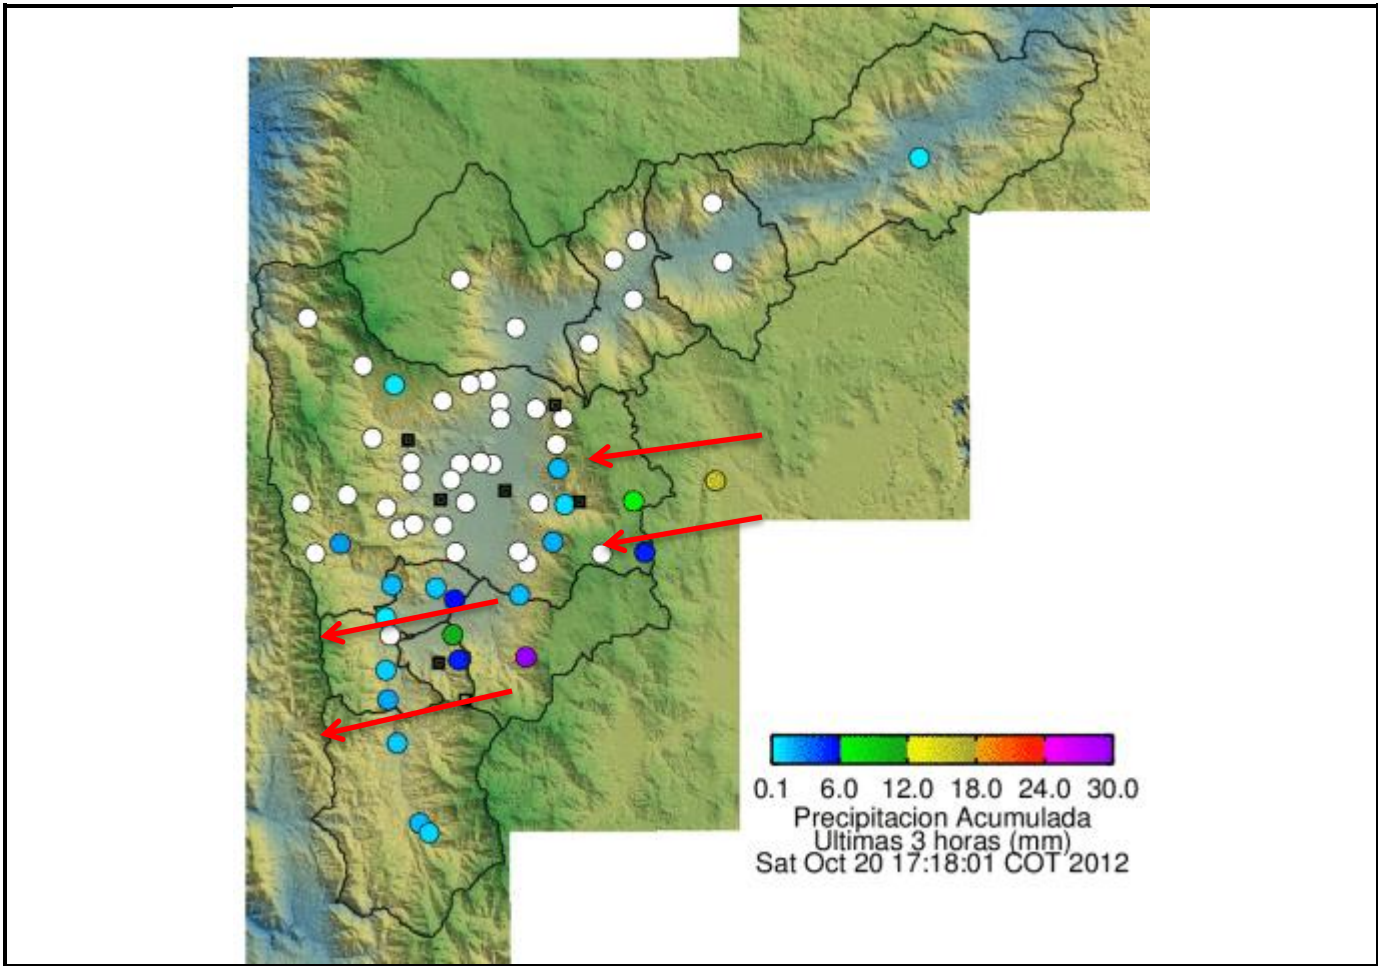 0.1 6.0 12.0 18.0 24.0 30.0
Precipitacion Acumulada
Ultimas 3 horas (mm)
Sat Oct 20 17:18:01 COT 2012